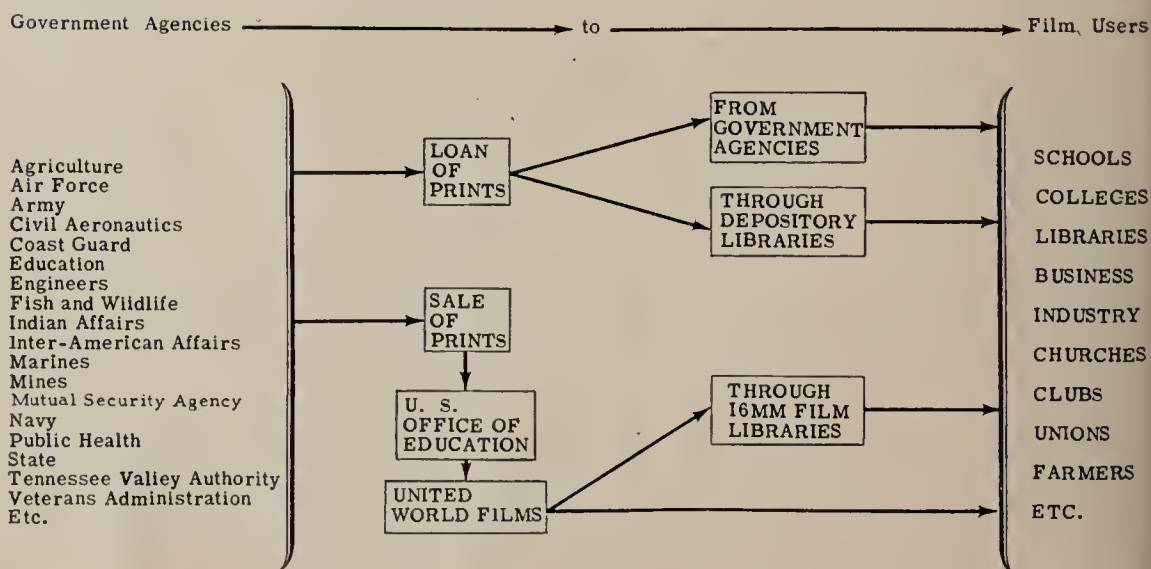 Government Agencies to Film Users
Agriculture
Air Force
Army
Civil Aeronautics
Coast Guard
Education
Engineers
Fish and Wildlife
Indian Affairs
Inter-American Affairs
Marines
Mines
Mutual Security Agency
Navy
Public Health
State
Tennessee Valley Authority
Veterans Administration
Etc.
LOAN
OF
PRINTS
SALE
OF
PRINTS
U. S.
OFFICE OF
EDUCATION
UNITED
WORLD FILMS
FROM
GOVERNMENT
AGENCIES
THROUGH
DEPOSITORY
LIBRARIES
THROUGH
16MM FILM
LIBRARIES
SCHOOLS
COLLEGES
LIBRARIES
BUSINESS
INDUSTRY
CHURCHES
CLUBS
UNIONS
FARMERS
ETC.